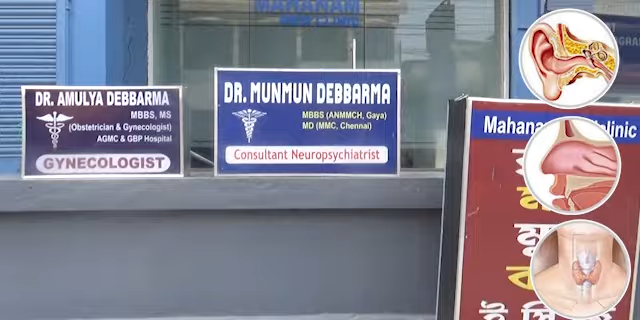 MAHANAM
DR. AMULYA DEBBARMA
MBBS, MS
(Obstetrician & Gynecologist)
AGMC & GBP Hospital
GYNECOLOGIST
DR. MUNMUN DEBBARMA
MBBS (ANMMCH, Gaya)
MD (MMC, Chennai)
Consultant Neuropsychiatrist